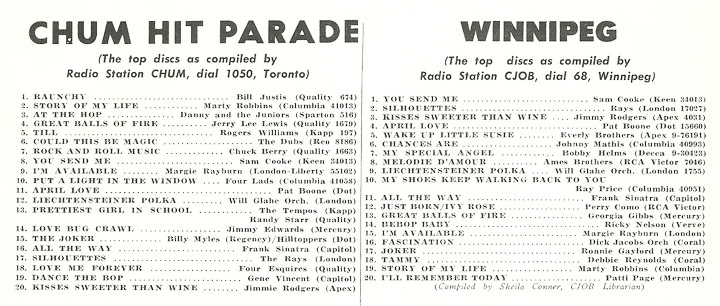 CHUM HIT PARADE
(The top discs as compiled by
Radio Station CHUM, dial 1050, Toronto)
1. RAUNCHY ........ Bill Justis (Quality 674)
2. STORY OF MY LIFE ........ Marty Robbins (Columbia 41013)
3. AT THE HOP ........ Danny and the Juniors (Sparton 516)
4. GREAT BALLS OF FIRE ........ Jerry Lee Lewis (Quality 1679)
5. TILL ........ Rogers Williams (Kapp 197)
6. COULD THIS BE MAGIC ........ The Dubs (Reo 8186)
7. ROCK AND ROLL MUSIC ........ Chuck Berry (Quality 1663)
8. YOU SEND ME ........ Sam Cooke (Keen 34013)
9. I'M AVAILABLE ........ Margie Rayburn (London-Liberty 55102)
10. PUT A LIGHT IN THE WINDOW .... Four Lads (Columbia 41058)
11. APRIL LOVE ........ Pat Boone (Dot)
12. LIECHTENSTEINER POLKA ........ Will Glahe Orch. (London)
13. PRETTIEST GIRL IN SCHOOL ........ The Tempos (Kapp)
Randy Starr (Quality)
14. LOVE BUG CRAWL ........ Jimmy Edwards (Mercury)
15. THE JOKER ........ Billy Myles (Regency)/Hilltoppers (Dot)
16. ALL THE WAY ........ Frank Sinatra (Capitol)
17. SILHOUETTES ........ The Rays (London)
18. LOVE ME FOREVER ........ Four Esquires (Quality)
19. DANCE THE BOP ........ Gene Vincent (Capitol)
20. KISSES SWEETER THAN WINE ........ Jimmie Rodgers (Apex)
WINNIPEG
(The top discs as compiled by
Radio Station CJOB, dial 68, Winnipeg)
1. YOU SEND ME ........ Sam Cooke (Keen 34013)
2. SILHOUETTES ........ Rays (London 17027)
3. KISSES SWEETER THAN WINE .. Jimmy Rodgers (Apex 4031)
4. APRIL LOVE ........ Pat Boone (Dot 15660)
5. WAKE UP LITTLE SUSIE ........ Everly Brothers (Apex 9-76191)
6. CHANCES ARE ........ Johnny Mathis (Columbia 40993)
7. MY SPECIAL ANGEL ........ Bobby Helms (Decca 9-30423)
8. MELODIE D'AMOUR ........ Ames Brothers (RCA Victor 7046)
9. LIECHTENSTEINER POLKA .... Will Glahe Orch. (London 1755)
10. MY SHOES KEEP WALKING BACK TO YOU
Ray Price (Columbia 40951)
11. ALL THE WAY ........ Frank Sinatra (Capitol)
12. JUST BORN/IVY ROSE ........ Perry Como (RCA Victor)
13. GREAT BALLS OF FIRE ........ Georgia Gibbs (Mercury)
14. BEBOP BABY ........ Ricky Nelson (Verve)
15. I'M AVAILABLE ........ Margie Rayburn (London)
16. FASCINATION ........ Dick Jacobs Orch (Coral)
17. JOKER ........ Ronnie Gaylord (Mercury)
18. TAMMY ........ Debbie Reynolds (Coral)
19. STORY OF MY LIFE ........ Marty Robbins (Columbia)
20. I'LL REMEMBER TODAY ........ Patti Page (Mercury)
(Compiled by Sheila Conner, CJOB Librarian)